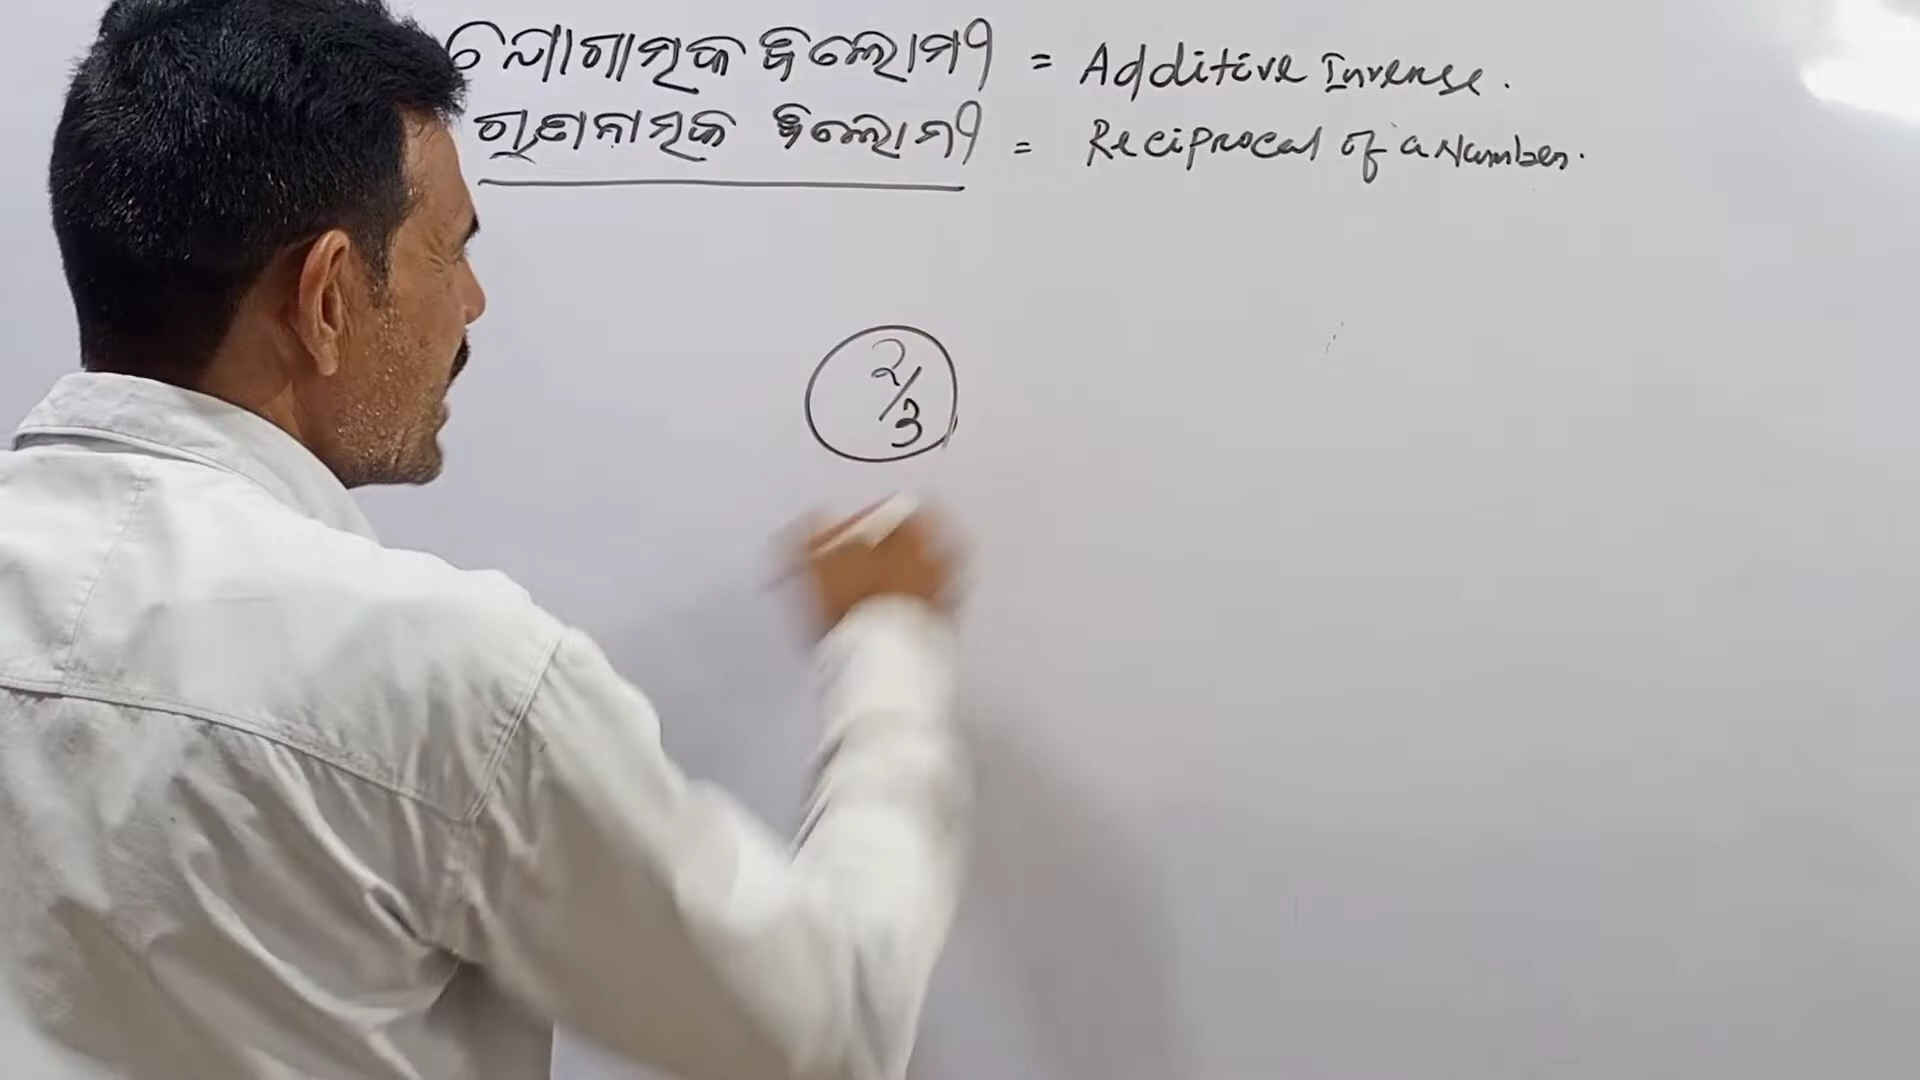 ଯୋଗାତ୍ମକ ବିଲୋମୀ = Additive Inverse.
ଗୁଣନାତ୍ମକ ବିଲୋମୀ = Reciprocal of a Number.
2/3